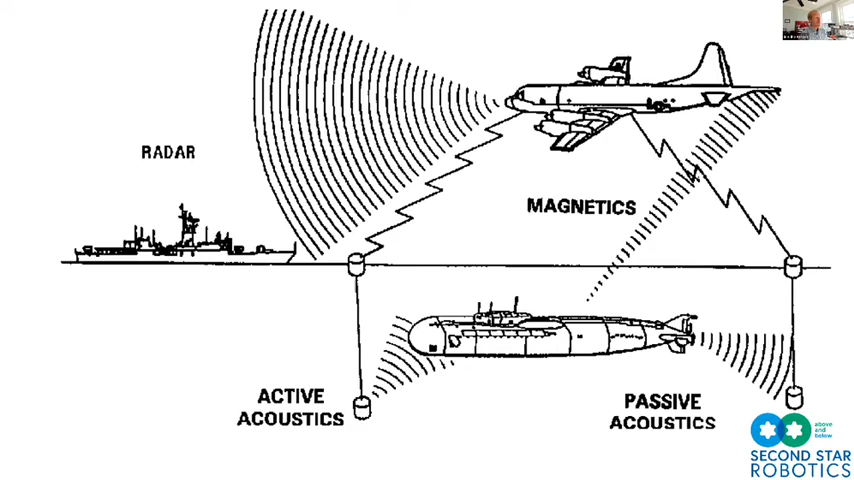 RADAR
MAGNETICS
ACTIVE
ACOUSTICS
PASSIVE
ACOUSTICS
above
and
below
SECOND STAR
ROBOTICS